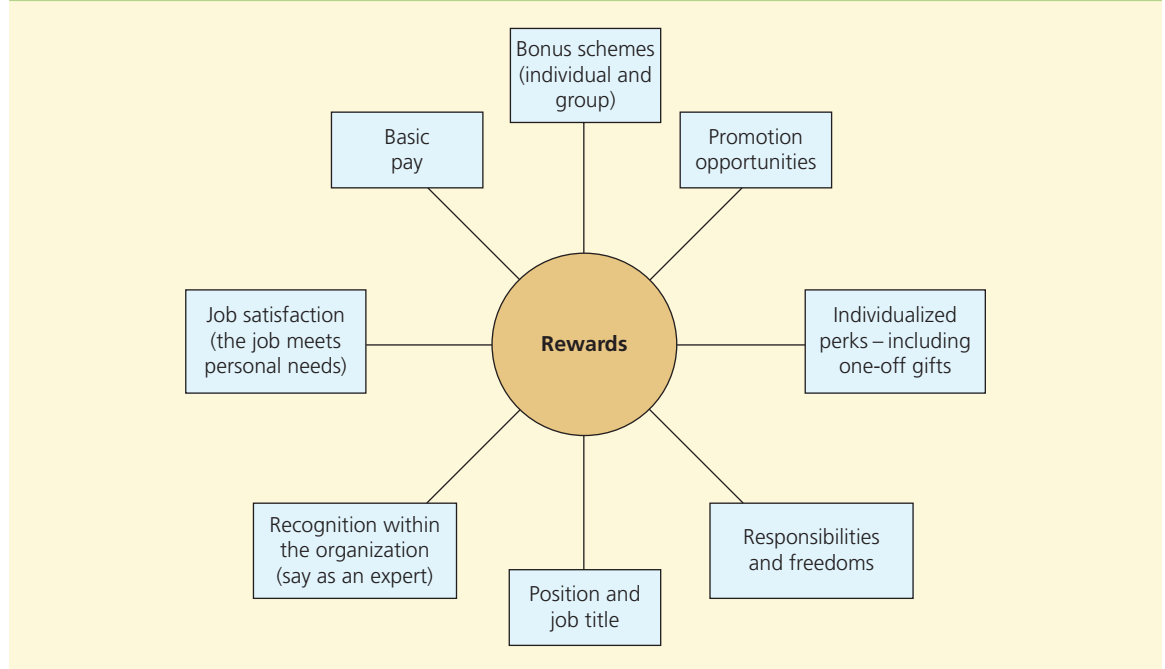 Bonus schemes
(individual and
group)
Basic
pay
Promotion
opportunities
Job satisfaction
(the job meets
personal needs)
Rewards
Individualized
perks – including
one-off gifts
Recognition within
the organization
(say as an expert)
Position and
job title
Responsibilities
and freedoms